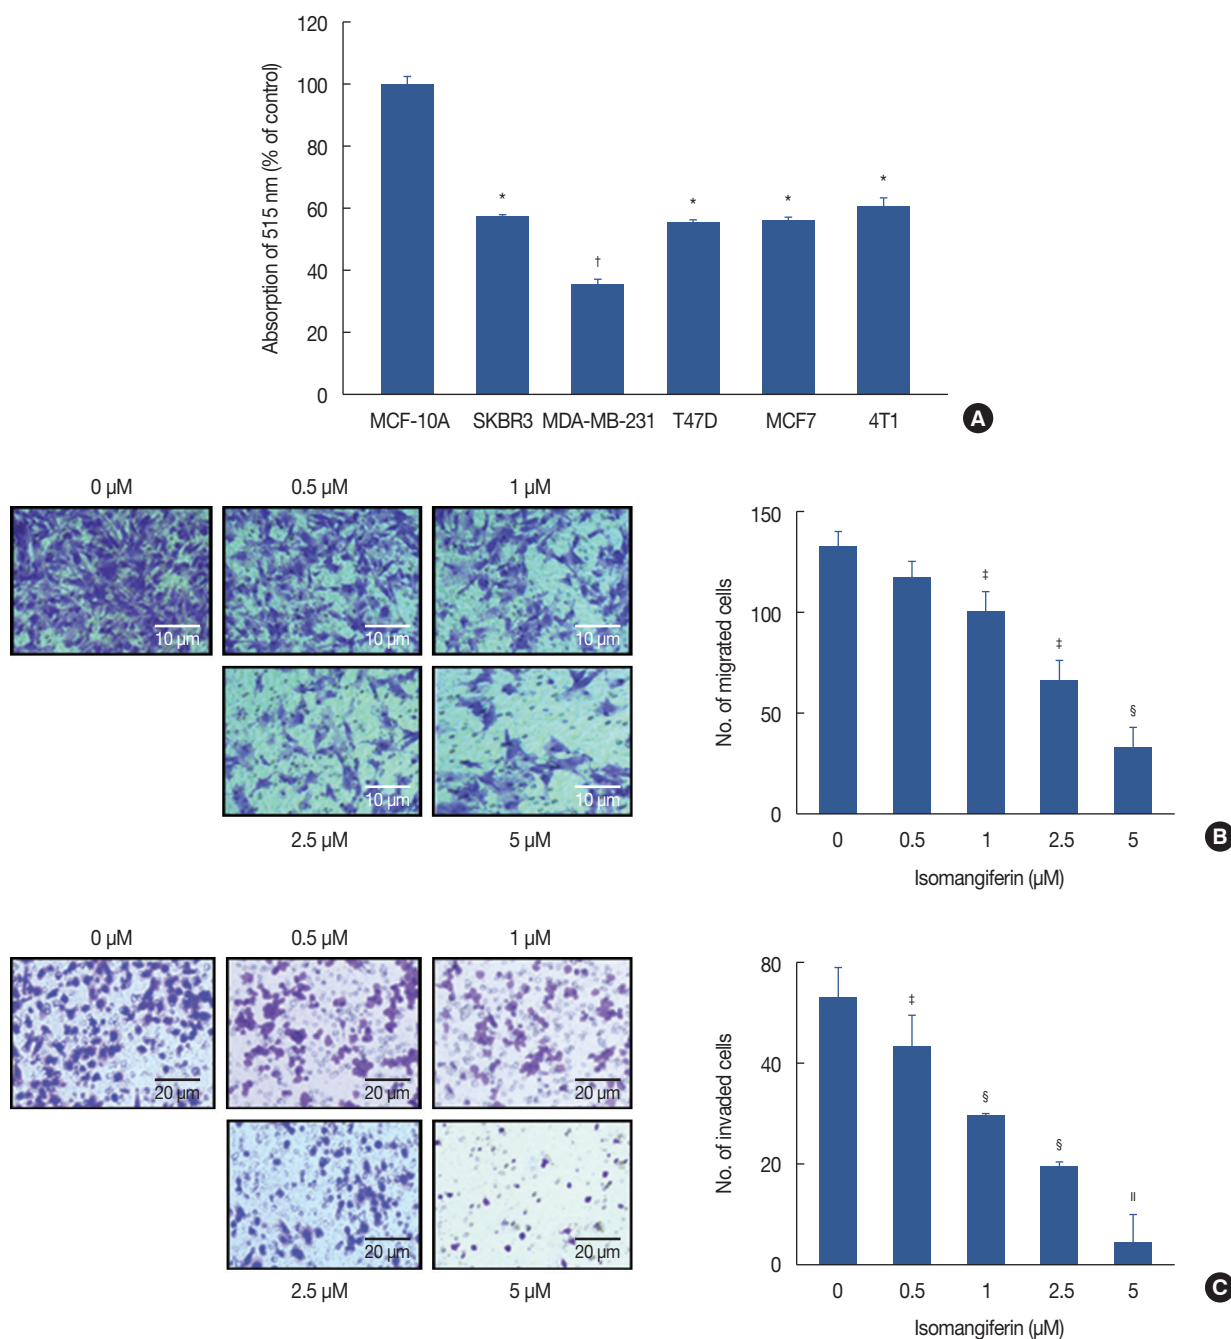 120
100
80
60
40
20
0
Absorption of 515 nm (% of control)
*
†
*
*
*
MCF-10A SKBR3 MDA-MB-231 T47D MCF7 4T1
A
0 µM 0.5 µM 1 µM
10 µm 10 µm 10 µm
10 µm 10 µm
2.5 µM 5 µM
150
100
50
0
No. of migrated cells
‡
‡
§
0 0.5 1 2.5 5
Isomangiferin (µM)
B
0 µM 0.5 µM 1 µM
20 µm 20 µm 20 µm
20 µm 20 µm
2.5 µM 5 µM
80
40
20
0
No. of invaded cells
‡
§
§
||
0 0.5 1 2.5 5
Isomangiferin (µM)
C